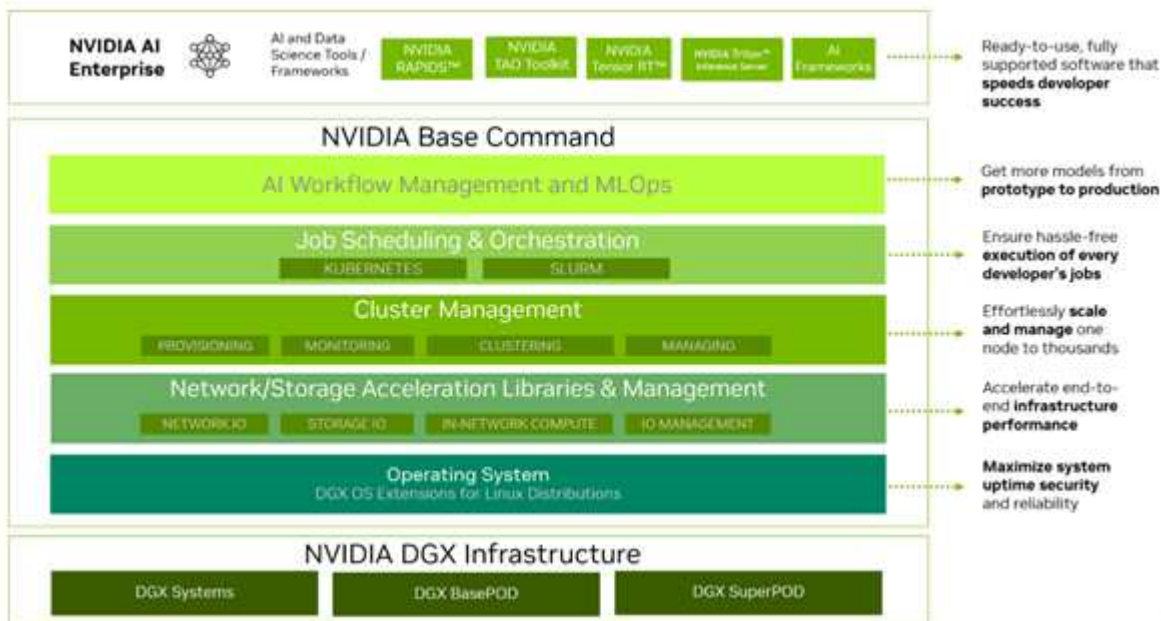 NVIDIA AI
Enterprise
AI and Data
Science Tools /
Frameworks
NVIDIA
RAPIDS™
NVIDIA
TAO Toolkit
NVIDIA
Tensor RT™
NVIDIA Triton™
Inference Server
AI
Frameworks
Ready-to-use, fully
supported software that
speeds developer
success
NVIDIA Base Command
AI Workflow Management and MLOps
Get more models from
prototype to production
Job Scheduling & Orchestration
KUBERNETES
SLURM
Ensure hassle-free
execution of every
developer's jobs
Cluster Management
PROVISIONING
MONITORING
CLUSTERING
MANAGING
Effortlessly scale
and manage one
node to thousands
Network/Storage Acceleration Libraries & Management
NETWORK IO
STORAGE IO
IN-NETWORK COMPUTE
IO MANAGEMENT
Accelerate end-to-
end infrastructure
performance
Operating System
DGX OS Extensions for Linux Distributions
Maximize system
uptime security
and reliability
NVIDIA DGX Infrastructure
DGX Systems
DGX BasePOD
DGX SuperPOD